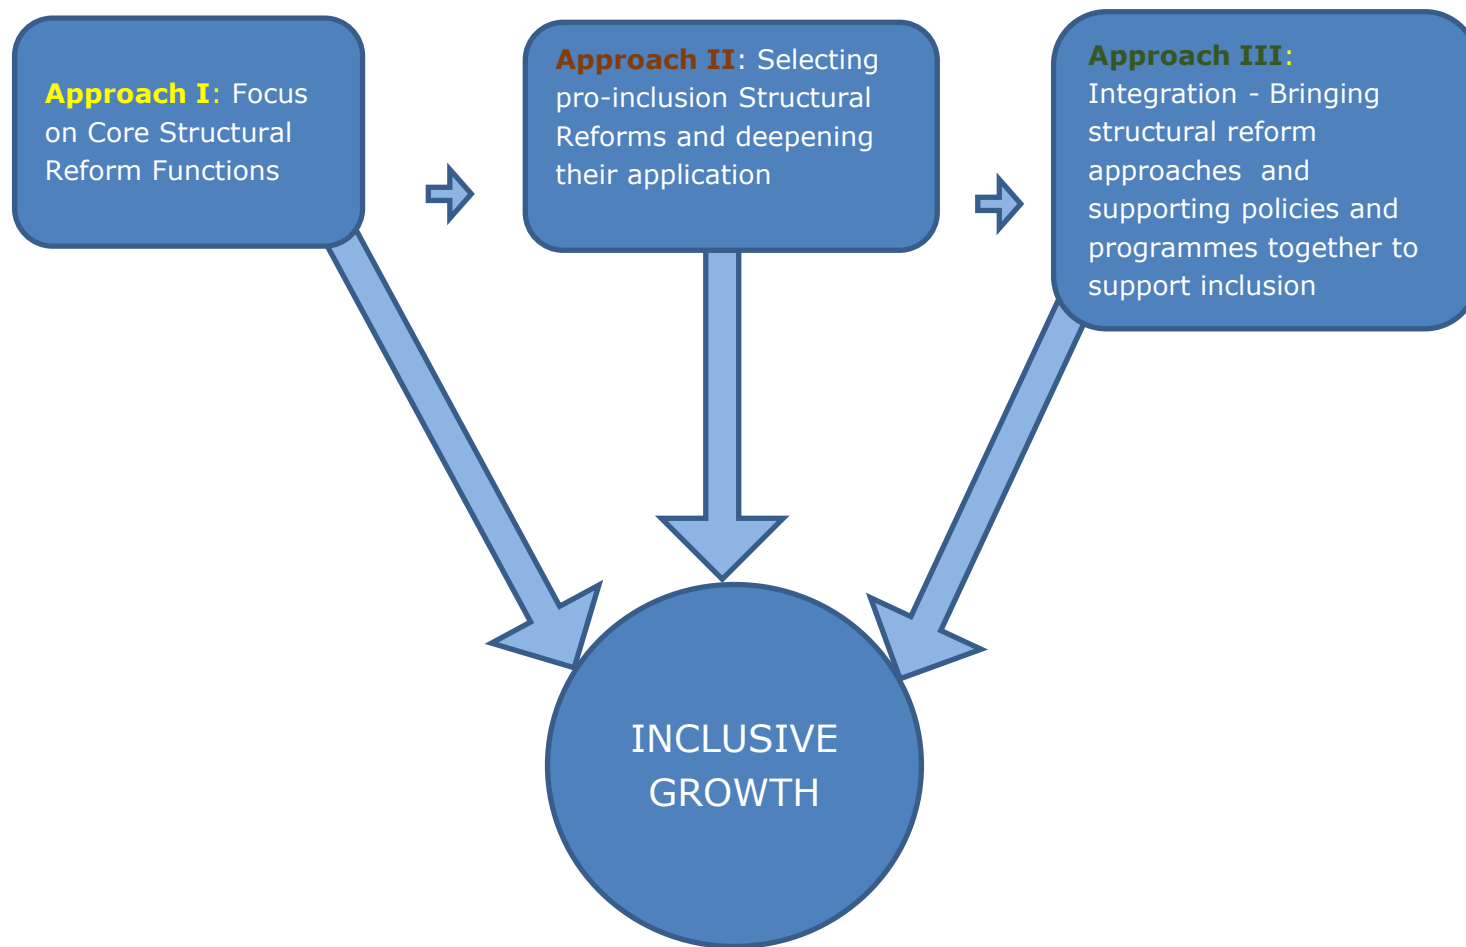 Approach I: Focus
on Core Structural
Reform Functions
Approach II: Selecting
pro-inclusion Structural
Reforms and deepening
their application
Approach III:
Integration - Bringing
structural reform
approaches  and
supporting policies and
programmes together to
support inclusion
INCLUSIVE
GROWTH